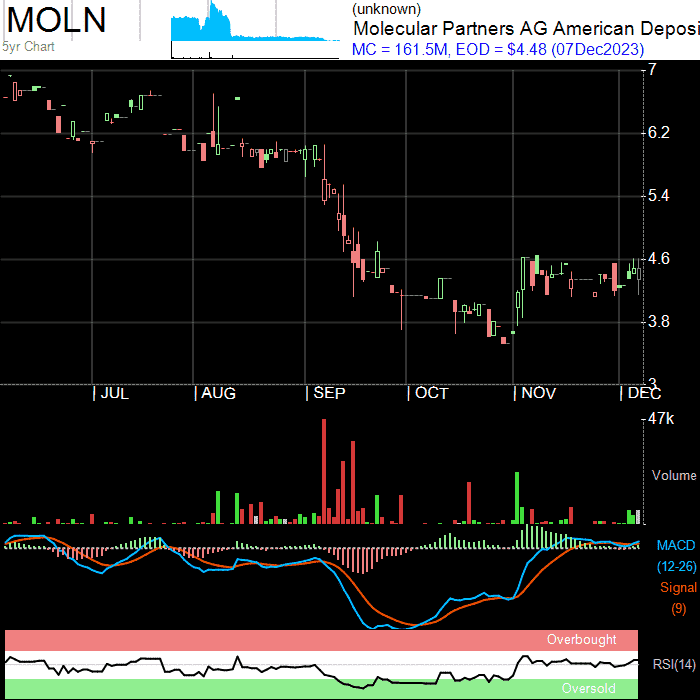 MOLN
5yr Chart
(unknown)
Molecular Partners AG American Deposi
MC = 161.5M, EOD = $4.48 (07Dec2023)
7
6.2
5.4
4.6
3.8
3
JUL
AUG
SEP
OCT
NOV
DEC
47k
Volume
MACD
(12-26)
Signal
(9)
Overbought
RSI(14)
Oversold